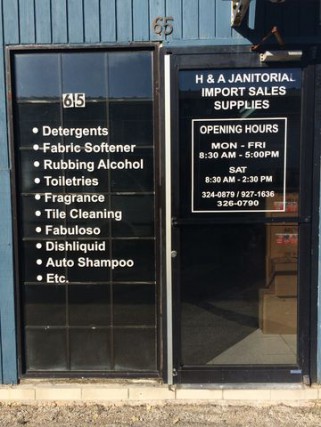 65
65
• Detergents
• Fabric Softener
• Rubbing Alcohol
• Toiletries
• Fragrance
• Tile Cleaning
• Fabuloso
• Dishliquid
• Auto Shampoo
• Etc.
H & A JANITORIAL
IMPORT SALES
SUPPLIES
OPENING HOURS
MON - FRI
8:30 AM - 5:00PM
SAT
8:30 AM - 2:30 PM
324-0879 / 927-1636
326-0790